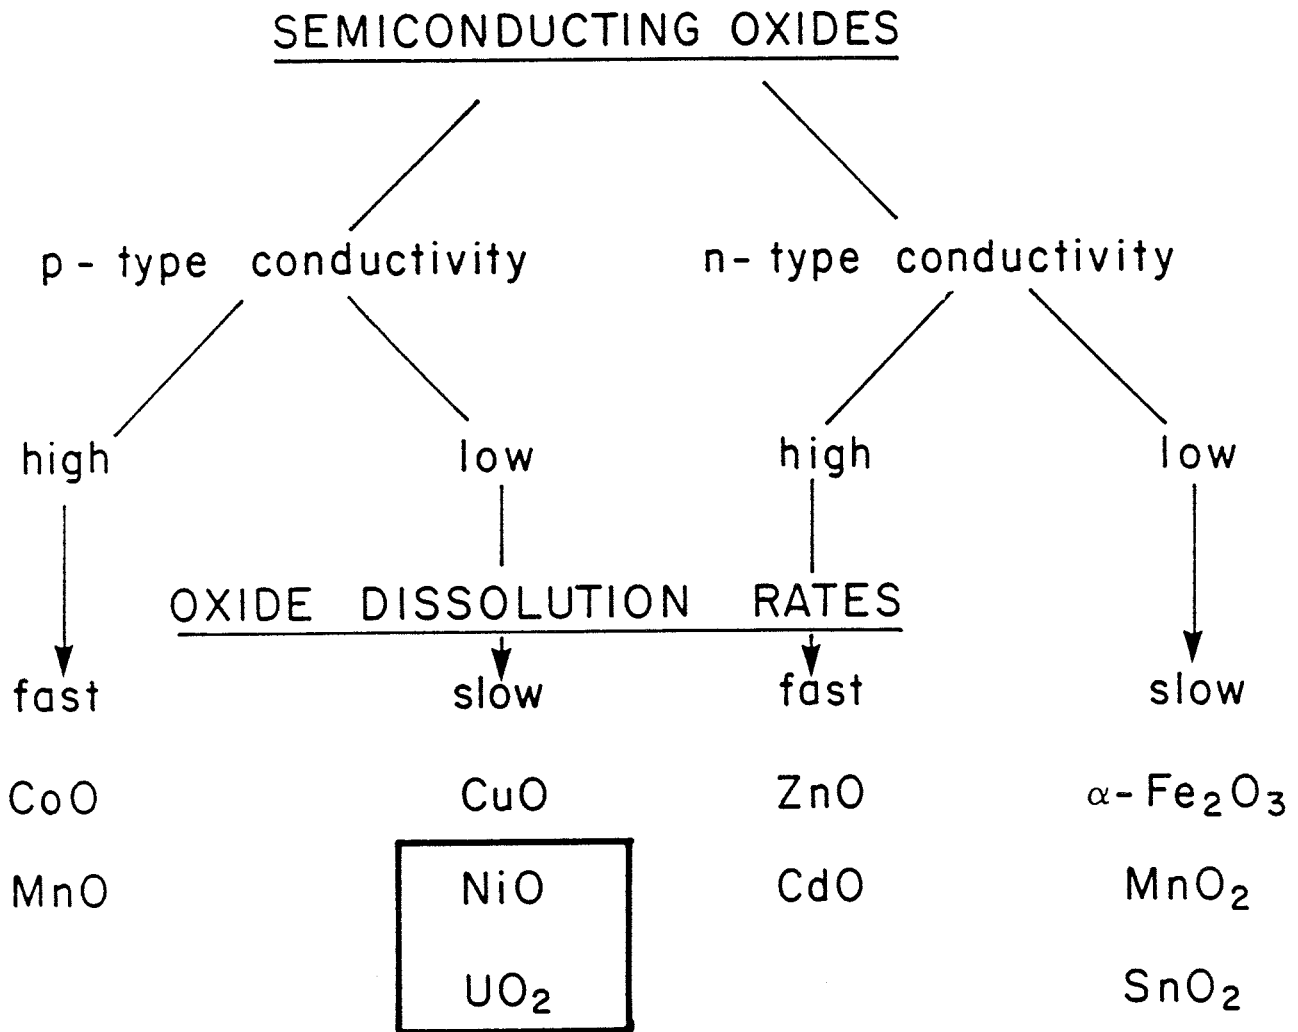 SEMICONDUCTING OXIDES
p - type conductivity n - type conductivity
high low high low
OXIDE DISSOLUTION RATES
fast slow fast slow
CoO CuO ZnO α - Fe₂O₃
MnO NiO CdO MnO₂
UO₂ SnO₂